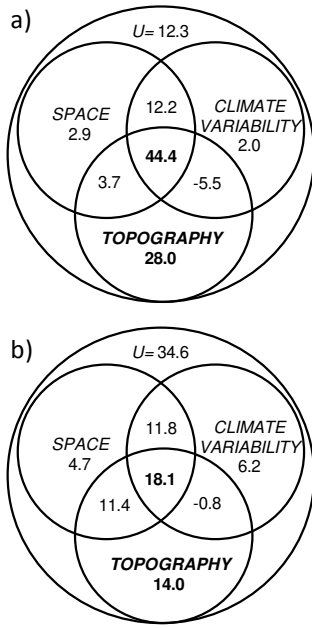 a)
U= 12.3
12.2
SPACE
2.9
CLIMATE
VARIABILITY
2.0
44.4
3.7
-5.5
TOPOGRAPHY
28.0
b)
U= 34.6
11.8
SPACE
4.7
CLIMATE
VARIABILITY
6.2
18.1
11.4
-0.8
TOPOGRAPHY
14.0